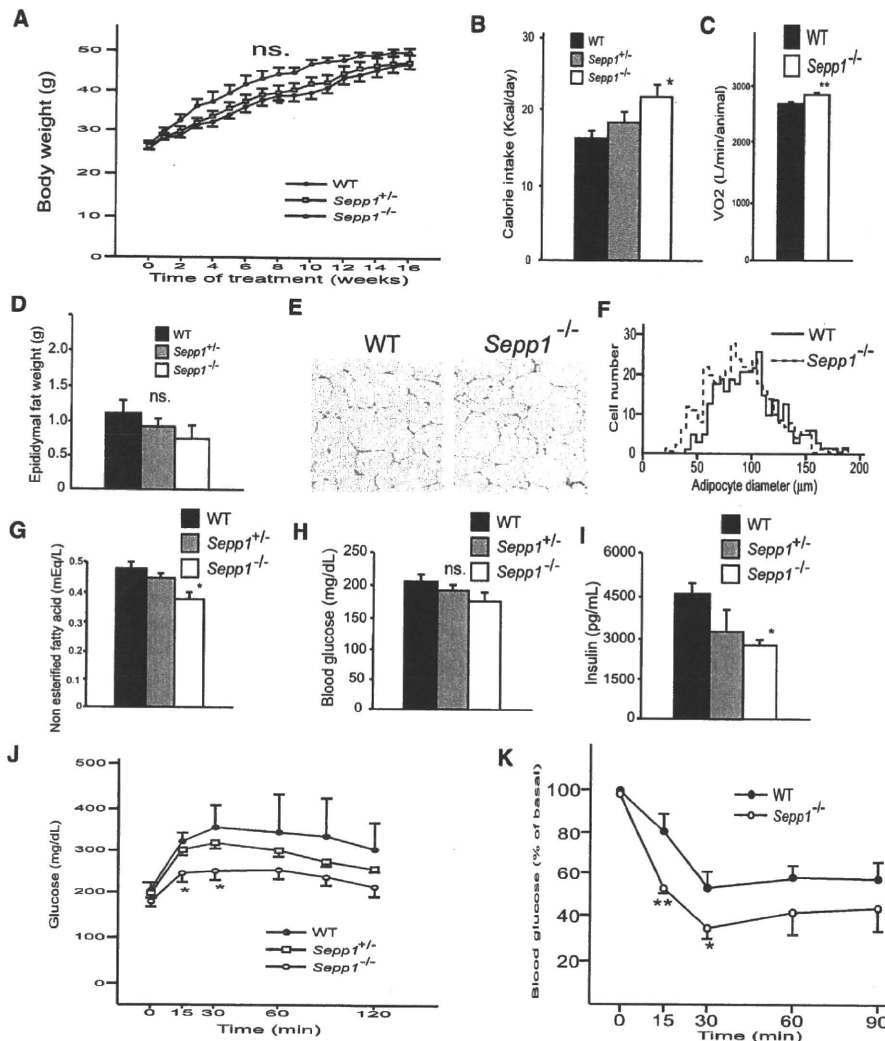 A
Body weight (g)
50
40
30
20
10
0
ns.
WT
Sepp1+/-
Sepp1-/-
0 2 4 6 8 10 12 14 16
Time of treatment (weeks)
B
Calorie intake (Kcal/day)
30
20
10
0
WT
Sepp1+/-
Sepp1-/-
*
C
VO2 (L/min/animal)
3000
2000
1000
0
WT
Sepp1-/-
**
D
Epididymal fat weight (g)
2.0
1.5
1.0
0.5
0
WT
Sepp1+/-
Sepp1-/-
ns.
E
WT Sepp1-/-
F
Cell number
30
20
10
0
WT
Sepp1-/-
0 50 100 150 200
Adipocyte diameter (μm)
G
Non esterified fatty acid (mEq/L)
0.5
0.4
0.3
0.2
0.1
0
WT
Sepp1+/-
Sepp1-/-
*
H
Blood glucose (mg/dL)
250
200
150
100
50
0
WT
Sepp1+/-
Sepp1-/-
ns.
I
Insulin (pg/mL)
6000
4500
3000
1500
0
WT
Sepp1+/-
Sepp1-/-
*
J
Glucose (mg/dL)
500
400
300
200
100
0
* *
WT
Sepp1+/-
Sepp1-/-
0 15 30 60 120
Time (min)
K
Blood glucose (% of basal)
100
80
60
40
20
WT
Sepp1-/-
**
*
0 15 30 60 90
Time (min)